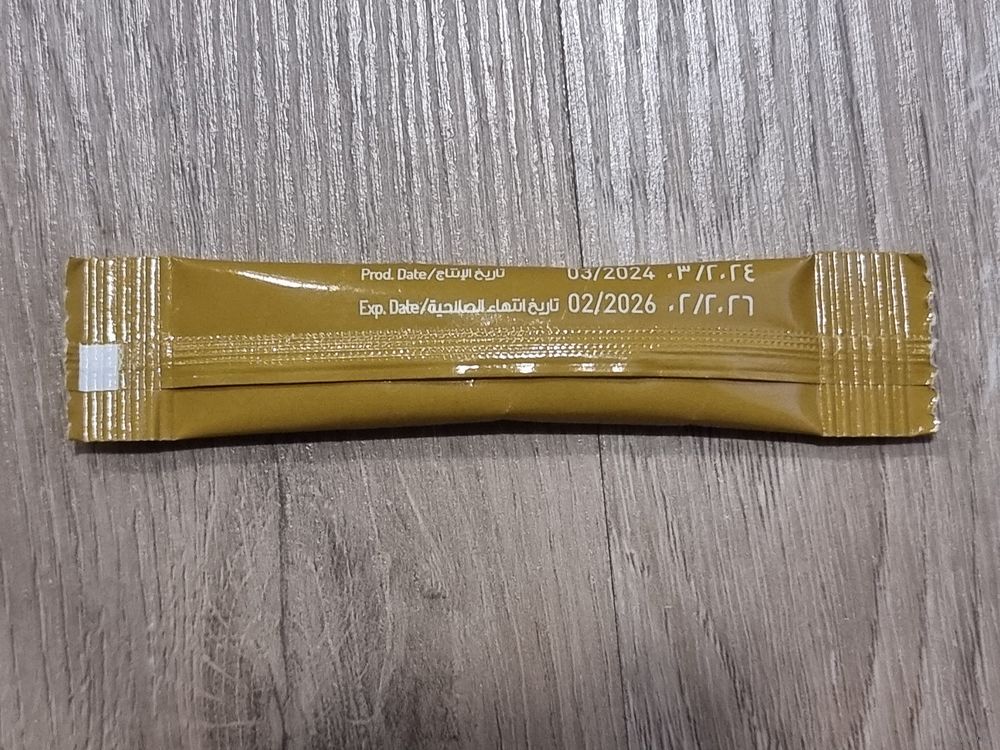 Prod. Date/تاريخ الإنتاج 03/2024 ٠٣/٢٠٢٤
Exp. Date/تاريخ انتهاء الصلاحية 02/2026 ٠٢/٢٠٢٦